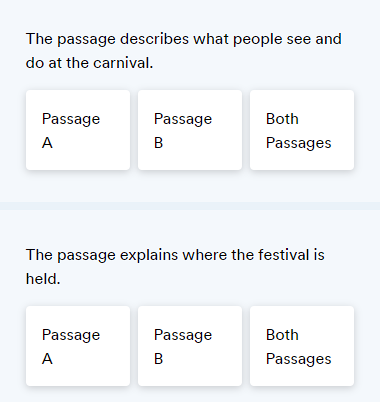 The passage describes what people see and
do at the carnival.
Passage
A
Passage
B
Both
Passages
The passage explains where the festival is
held.
Passage
A
Passage
B
Both
Passages